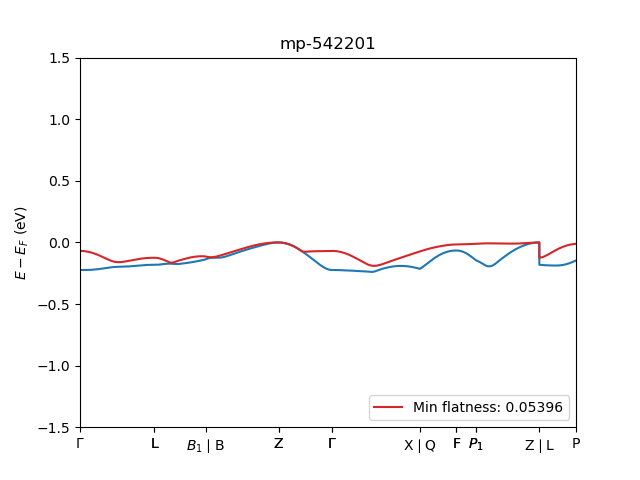 mp-542201
E − E_F (eV)
1.5
1.0
0.5
0.0
−0.5
−1.0
−1.5
Min flatness: 0.05396
Γ L B₁ | B Z Γ X | Q F P₁ Z | L P